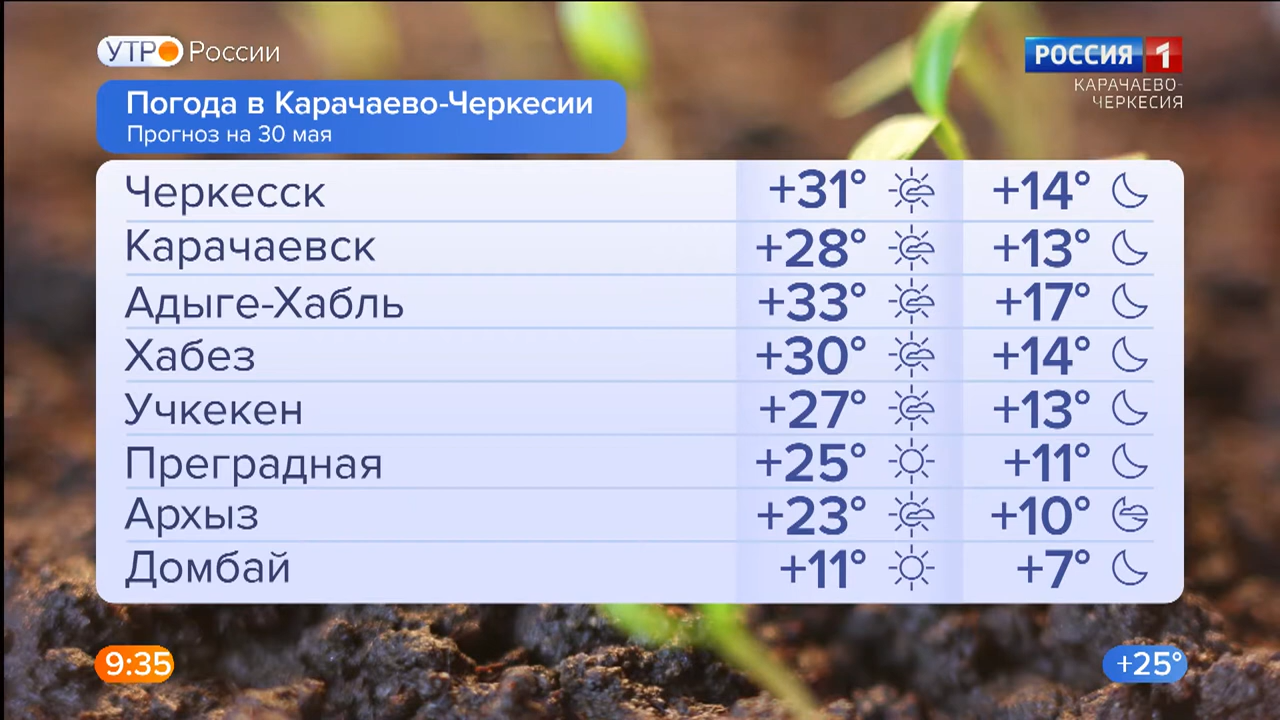 УТРО России
РОССИЯ 1
КАРАЧАЕВО-
ЧЕРКЕСИЯ
Погода в Карачаево-Черкесии
Прогноз на 30 мая
Черкесск +31° +14°
Карачаевск +28° +13°
Адыге-Хабль +33° +17°
Хабез +30° +14°
Учкекен +27° +13°
Преградная +25° +11°
Архыз +23° +10°
Домбай +11° +7°
9:35 +25°